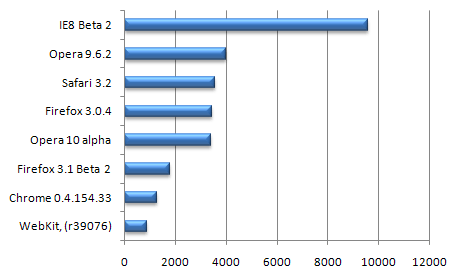 IE8 Beta 2
Opera 9.6.2
Safari 3.2
Firefox 3.0.4
Opera 10 alpha
Firefox 3.1 Beta 2
Chrome 0.4.154.33
WebKit, (r39076)
0 2000 4000 6000 8000 10000 12000